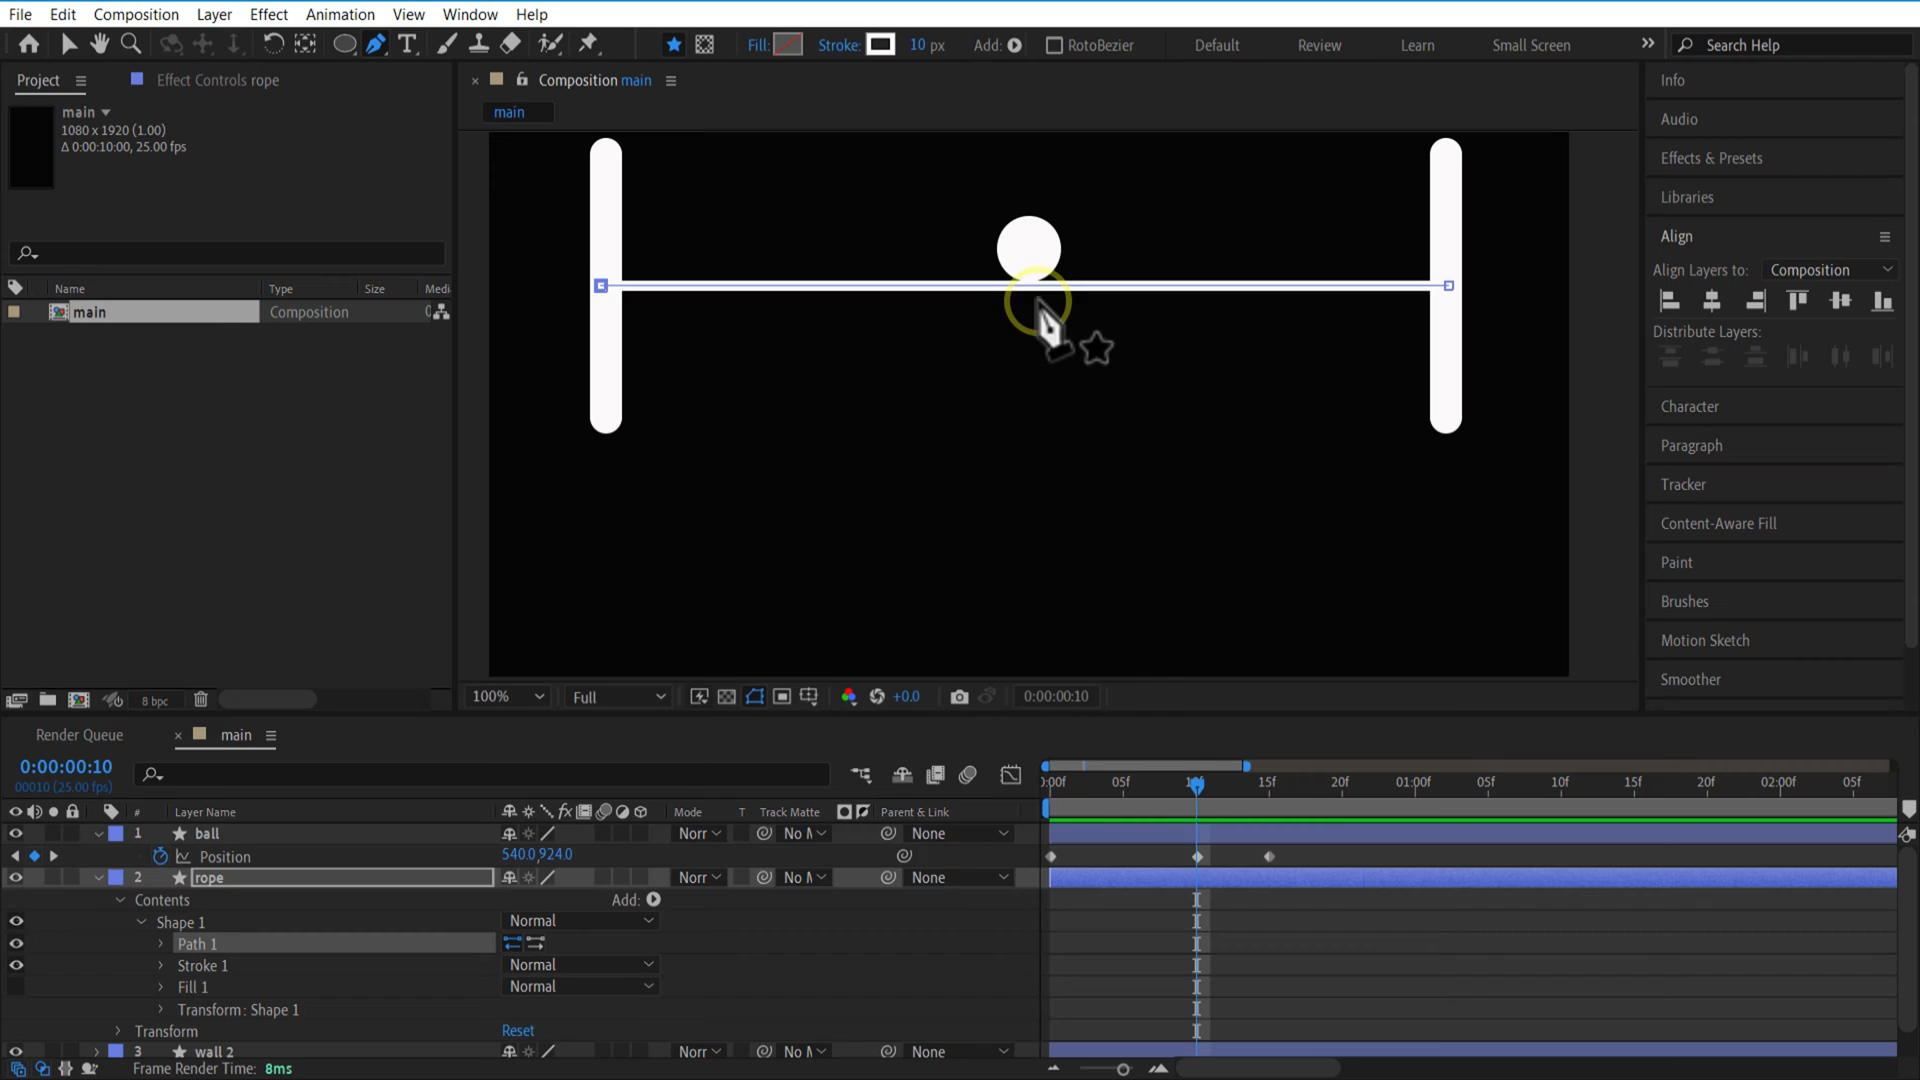 File Edit Composition Layer Effect Animation View Window Help
Fill: Stroke: 10 px Add: RotoBezier Default Review Learn Small Screen Search Help
Project Effect Controls rope
Composition main
main
main
1080 x 1920 (1.00)
Δ 0:00:10:00, 25.00 fps
Name Type Size Medi
main Composition
8 bpc
100% Full +0.0 0:00:00:10
Info
Audio
Effects & Presets
Libraries
Align
Align Layers to: Composition
Distribute Layers:
Character
Paragraph
Tracker
Content-Aware Fill
Paint
Brushes
Motion Sketch
Smoother
Render Queue main
0:00:00:10
00010 (25.00 fps)
05f 15f 20f 01:00f 05f 10f 15f 20f 02:00f 05f
# Layer Name Mode T Track Matte Parent & Link
1 ball Norr No M None
Position 540.0,924.0
2 rope Norr No M None
Contents Add:
Shape 1 Normal
Path 1
Stroke 1 Normal
Fill 1 Normal
Transform: Shape 1
Transform Reset
3 wall 2 Norr No M None
Frame Render Time: 8ms